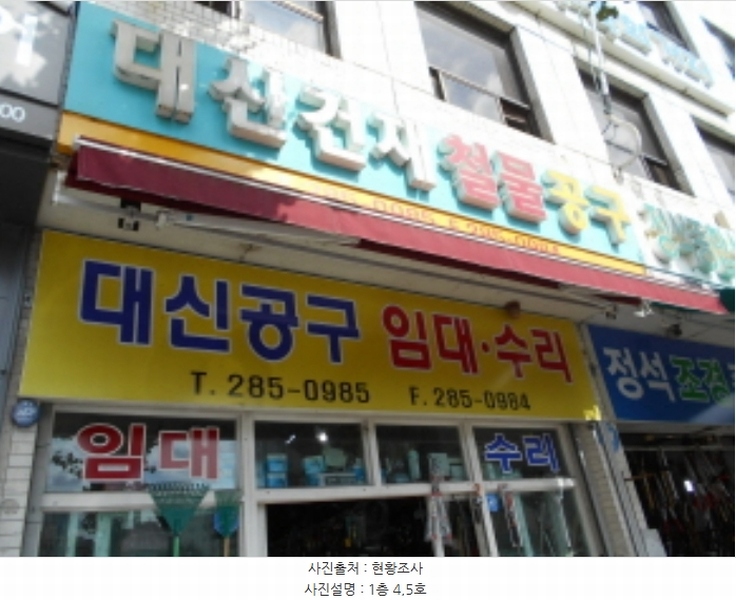 대신건재철물공구
대신공구 임대·수리
T. 285-0985 F. 285-0984
정석조경
임대 수리
사진출처 : 현황조사
사진설명 : 1층 4,5호